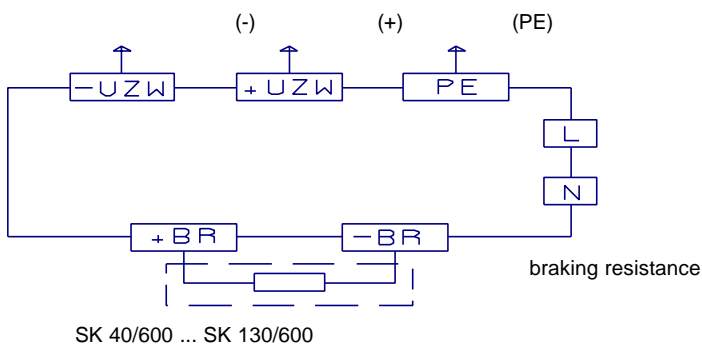 (-) (+) (PE)
-UZW +UZW PE
L
N
+BR -BR
braking resistance
SK 40/600 ... SK 130/600